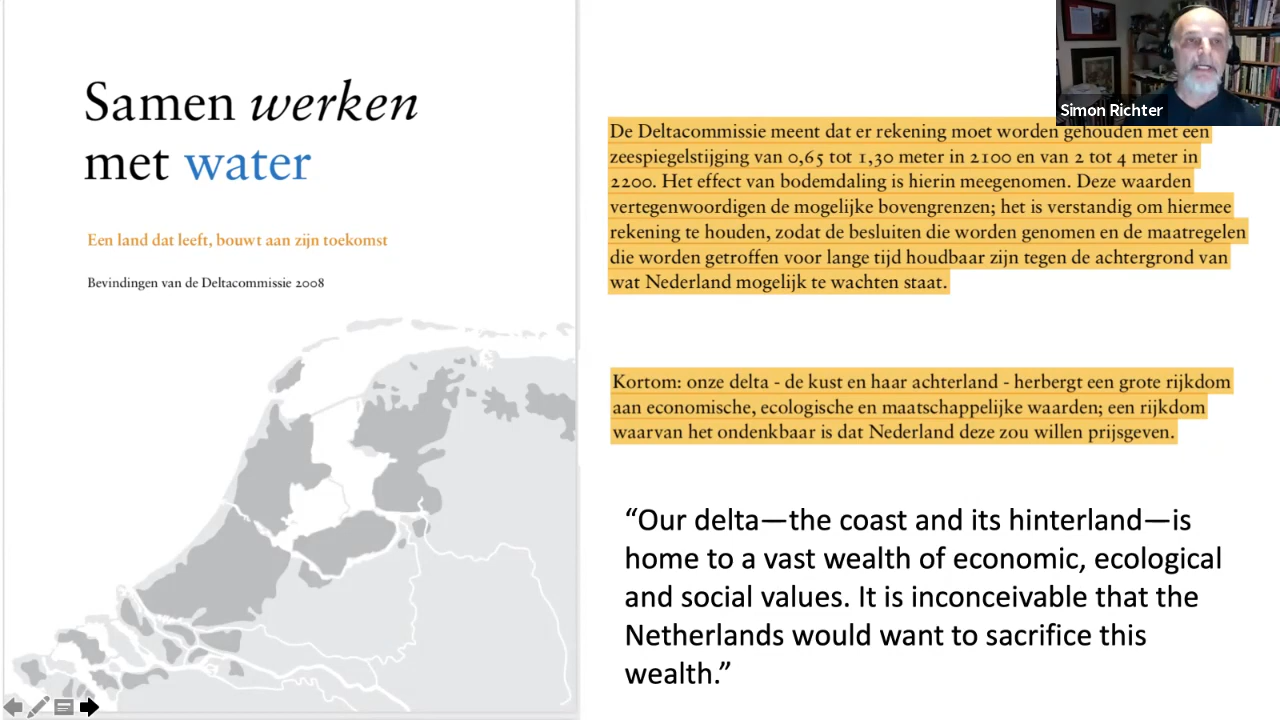 Samen werken
met water
Een land dat leeft, bouwt aan zijn toekomst
Bevindingen van de Deltacommissie 2008
Simon Richter
De Deltacommissie meent dat er rekening moet worden gehouden met een
zeespiegelstijging van 0,65 tot 1,30 meter in 2100 en van 2 tot 4 meter in
2200. Het effect van bodemdaling is hierin meegenomen. Deze waarden
vertegenwoordigen de mogelijke bovengrenzen; het is verstandig om hiermee
rekening te houden, zodat de besluiten die worden genomen en de maatregelen
die worden getroffen voor lange tijd houdbaar zijn tegen de achtergrond van
wat Nederland mogelijk te wachten staat.
Kortom: onze delta - de kust en haar achterland - herbergt een grote rijkdom
aan economische, ecologische en maatschappelijke waarden; een rijkdom
waarvan het ondenkbaar is dat Nederland deze zou willen prijsgeven.
“Our delta—the coast and its hinterland—is
home to a vast wealth of economic, ecological
and social values. It is inconceivable that the
Netherlands would want to sacrifice this
wealth.”